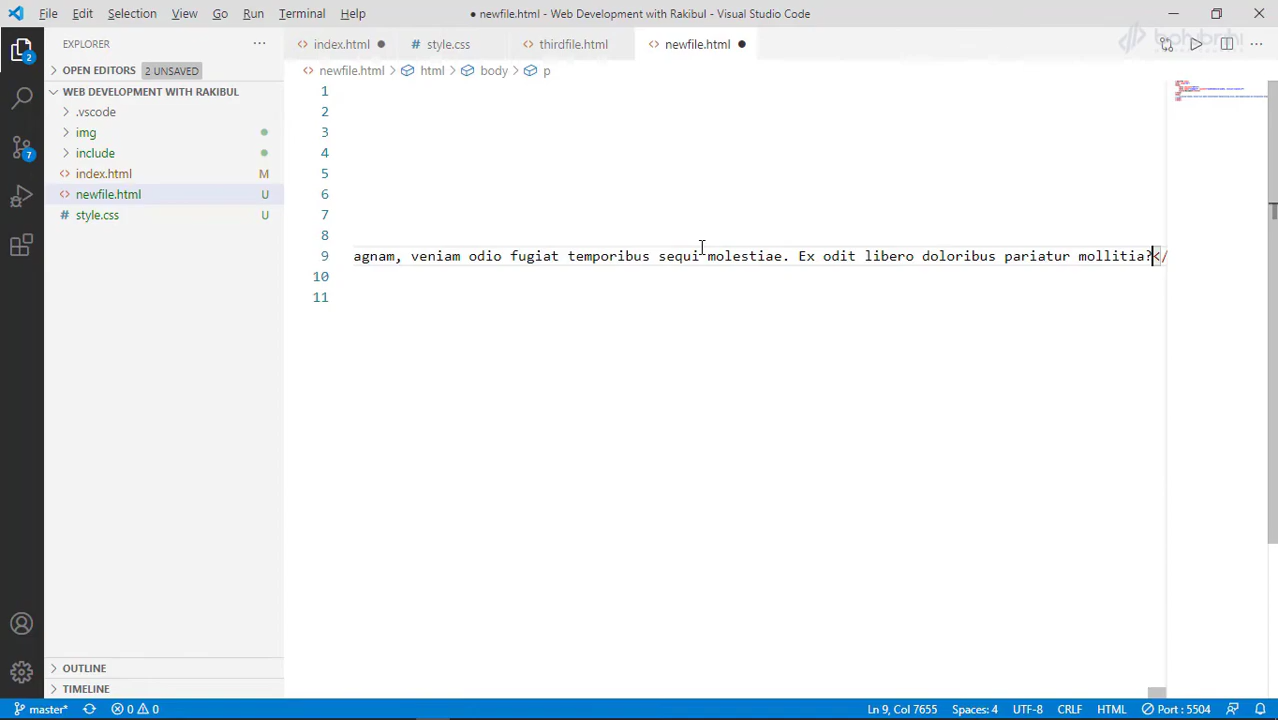 File Edit Selection View Go Run Terminal Help
● newfile.html - Web Development with Rakibul - Visual Studio Code
bohubrihi
EXPLORER
index.html
style.css
thirdfile.html
newfile.html
OPEN EDITORS 2 UNSAVED
newfile.html > html > body > p
WEB DEVELOPMENT WITH RAKIBUL
.vscode
img
include
index.html M
newfile.html U
style.css U
2
7
1
2
3
4
5
6
7
8
9 agnam, veniam odio fugiat temporibus sequi molestiae. Ex odit libero doloribus pariatur mollitia?</
10
11
OUTLINE
TIMELINE
master* 0 0 Ln 9, Col 7655 Spaces: 4 UTF-8 CRLF HTML Port : 5504